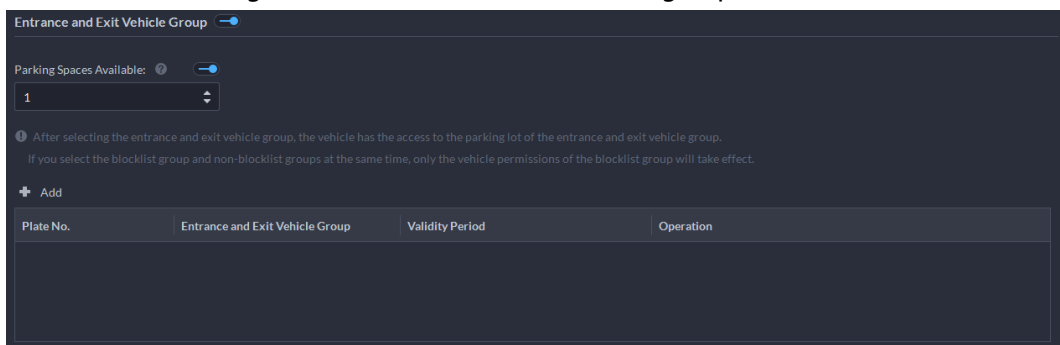 Entrance and Exit Vehicle Group
Parking Spaces Available:
1
After selecting the entrance and exit vehicle group, the vehicle has the access to the parking lot of the entrance and exit vehicle group.
If you select the blocklist group and non-blocklist groups at the same time, only the vehicle permissions of the blocklist group will take effect.
Add
Plate No. Entrance and Exit Vehicle Group Validity Period Operation